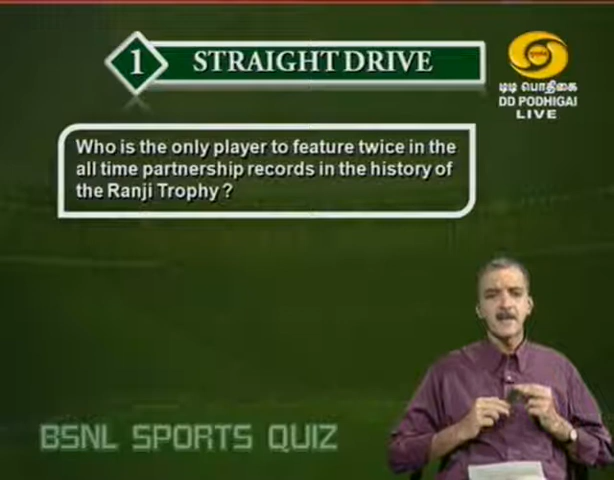 1
STRAIGHT DRIVE
டிடி பொதிகை
DD PODHIGAI
LIVE
Who is the only player to feature twice in the
all time partnership records in the history of
the Ranji Trophy ?
BSNL SPORTS QUIZ